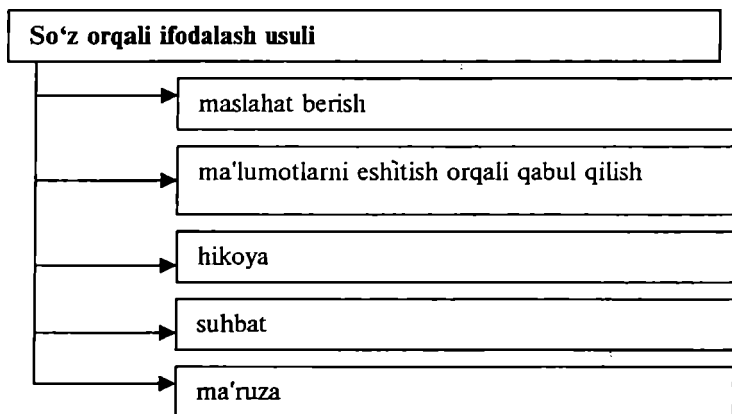 So‘z orqali ifodalash usuli
maslahat berish
ma'lumotlarni eshitish orqali qabul qilish
hikoya
suhbat
ma'ruza